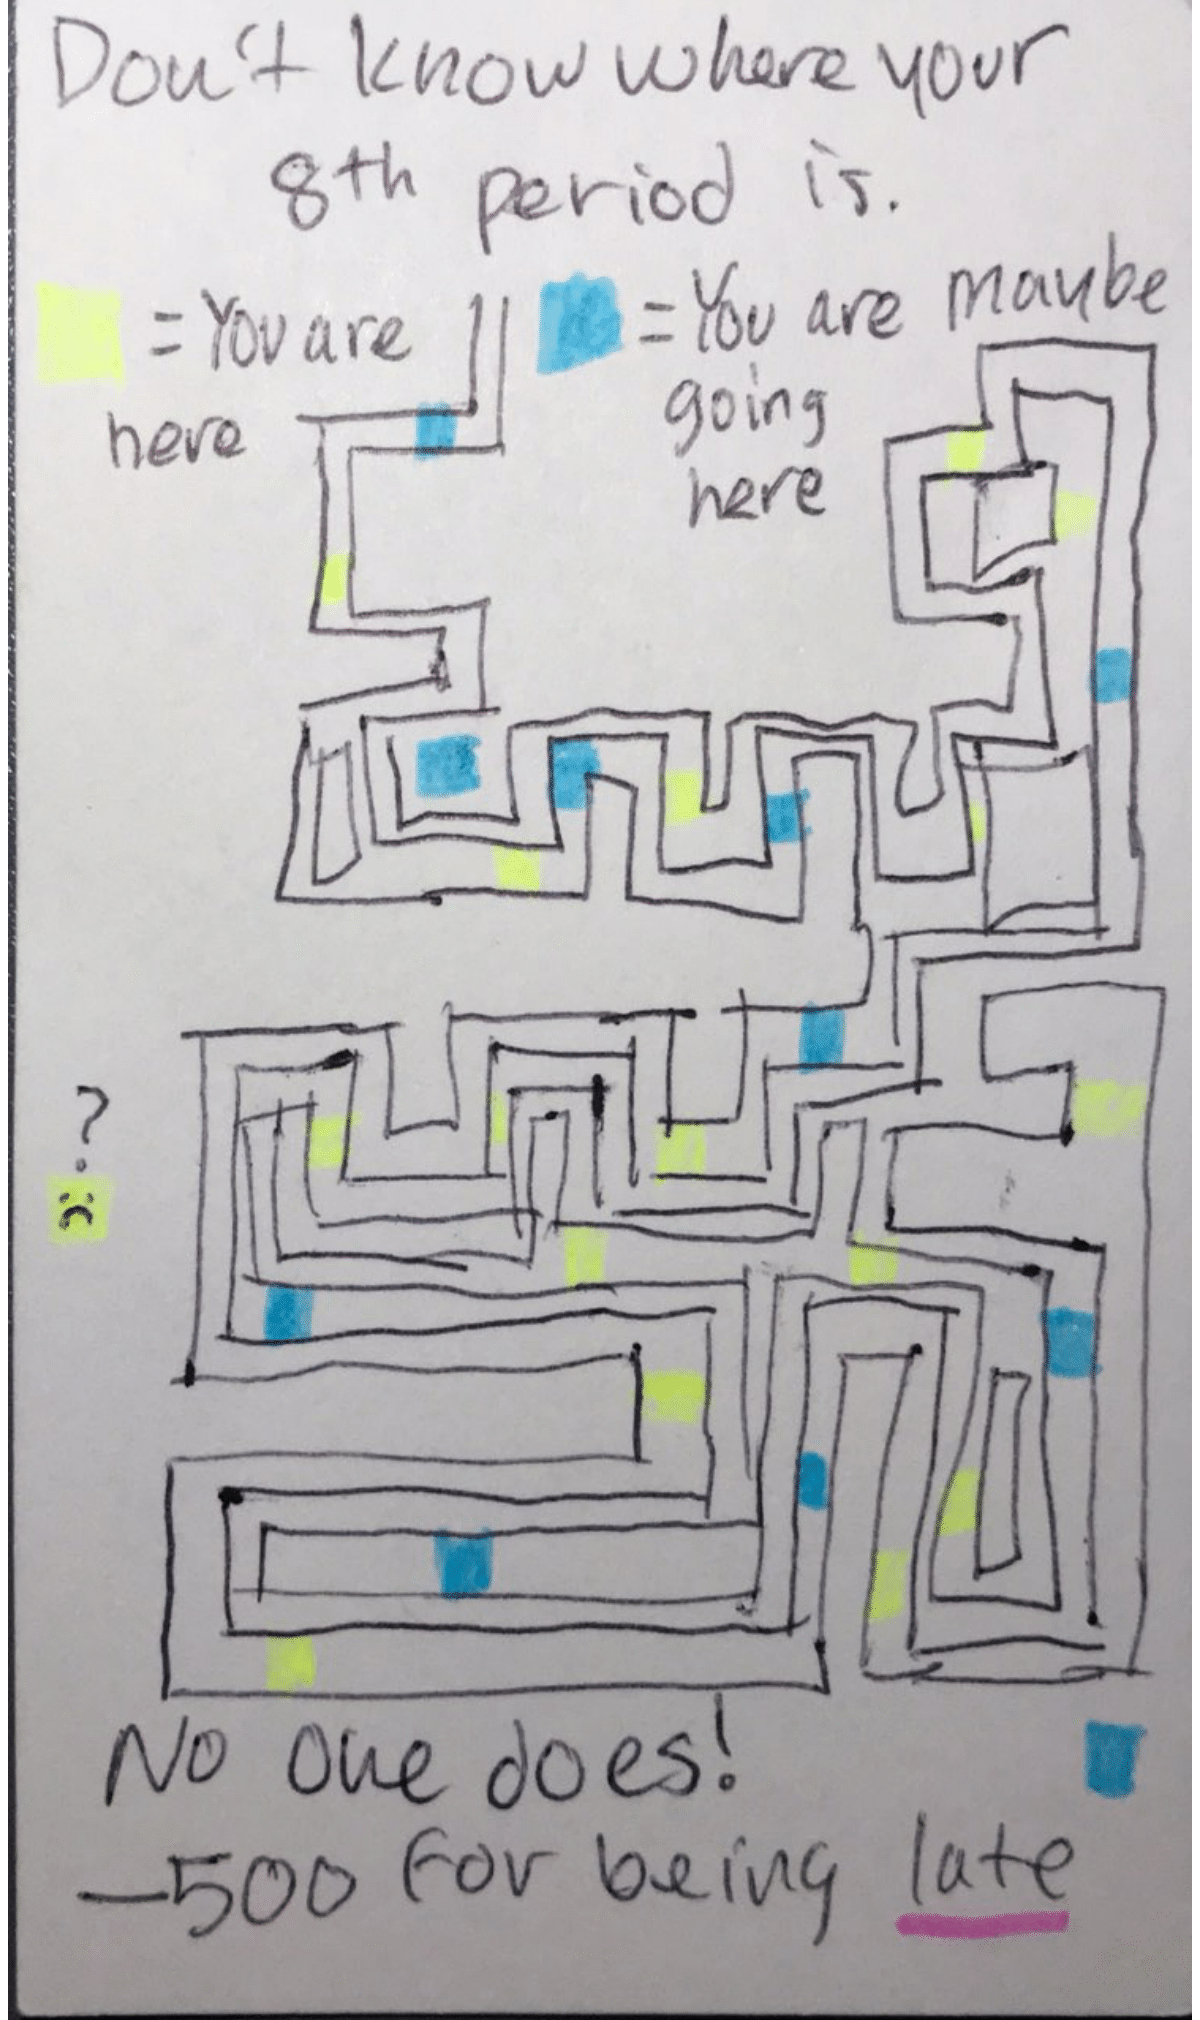 Don't know where your
8th period is.
= You are here
= You are maybe going here
?
No one does!
-500 for being late